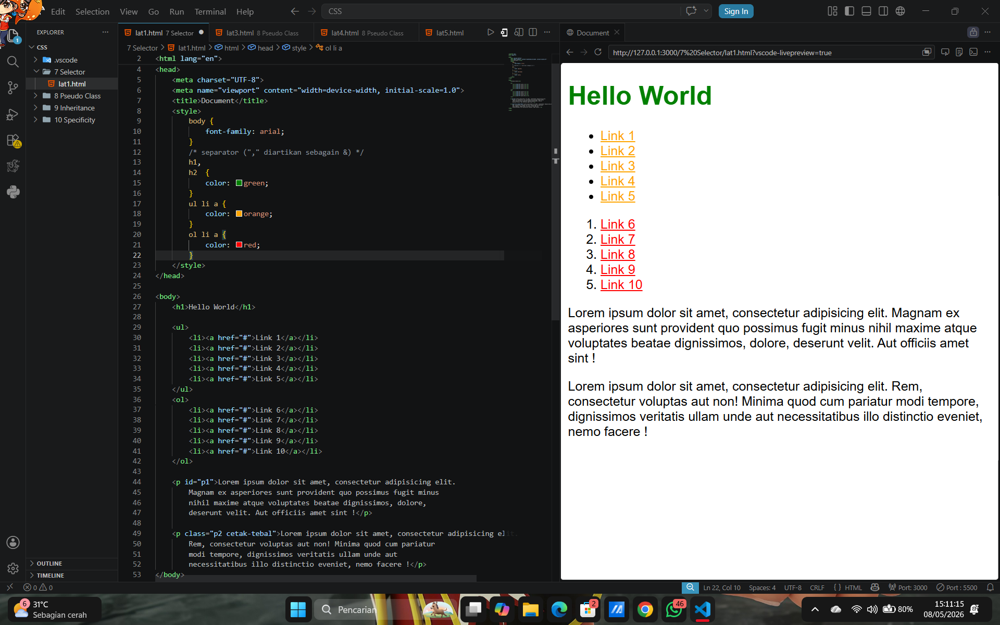 Edit Selection View Go Run Terminal Help
CSS
Sign In
EXPLORER
CSS
.vscode
7 Selector
lat1.html
8 Pseudo Class
9 Inheritance
10 Specificity
OUTLINE
TIMELINE
lat1.html 7 Selector
lat3.html 8 Pseudo Class
lat4.html 8 Pseudo Class
lat5.html
7 Selector > lat1.html > html > head > style > ol li a
2 <html lang="en">
4 <head>
5 <meta charset="UTF-8">
6 <meta name="viewport" content="width=device-width, initial-scale=1.0">
7 <title>Document</title>
8 <style>
9 body {
10 font-family: arial;
11 }
12 /* separator ("," diartikan sebagain &) */
13 h1,
14 h2 {
15 color: green;
16 }
17 ul li a {
18 color: orange;
19 }
20 ol li a {
21 color: red;
22 }
23 </style>
24 </head>
25
26 <body>
27 <h1>Hello World</h1>
28
29 <ul>
30 <li><a href="#">Link 1</a></li>
31 <li><a href="#">Link 2</a></li>
32 <li><a href="#">Link 3</a></li>
33 <li><a href="#">Link 4</a></li>
34 <li><a href="#">Link 5</a></li>
35 </ul>
36 <ol>
37 <li><a href="#">Link 6</a></li>
38 <li><a href="#">Link 7</a></li>
39 <li><a href="#">Link 8</a></li>
40 <li><a href="#">Link 9</a></li>
41 <li><a href="#">Link 10</a></li>
42 </ol>
43
44 <p id="p1">Lorem ipsum dolor sit amet, consectetur adipisicing elit.
45 Magnam ex asperiores sunt provident quo possimus fugit minus
46 nihil maxime atque voluptates beatae dignissimos, dolore,
47 deserunt velit. Aut officiis amet sint !</p>
48
49 <p class="p2 cetak-tebal">Lorem ipsum dolor sit amet, consectetur adipisicing elit.
50 Rem, consectetur voluptas aut non! Minima quod cum pariatur
51 modi tempore, dignissimos veritatis ullam unde aut
52 necessitatibus illo distinctio eveniet, nemo facere !</p>
53 </body>
Document
http://127.0.0.1:3000/7%20Selector/lat1.html?vscode-livepreview=true
Hello World
• Link 1
• Link 2
• Link 3
• Link 4
• Link 5
1. Link 6
2. Link 7
3. Link 8
4. Link 9
5. Link 10
Lorem ipsum dolor sit amet, consectetur adipisicing elit. Magnam ex
asperiores sunt provident quo possimus fugit minus nihil maxime atque
voluptates beatae dignissimos, dolore, deserunt velit. Aut officiis amet
sint !
Lorem ipsum dolor sit amet, consectetur adipisicing elit. Rem,
consectetur voluptas aut non! Minima quod cum pariatur modi tempore,
dignissimos veritatis ullam unde aut necessitatibus illo distinctio eveniet,
nemo facere !
1
0 0
Ln 22, Col 10 Spaces: 4 UTF-8 CRLF {} HTML Port: 3000 Port : 5500
6
31°C
Sebagian cerah
Pencarian
2
46
80%
15:11:15
08/05/2026